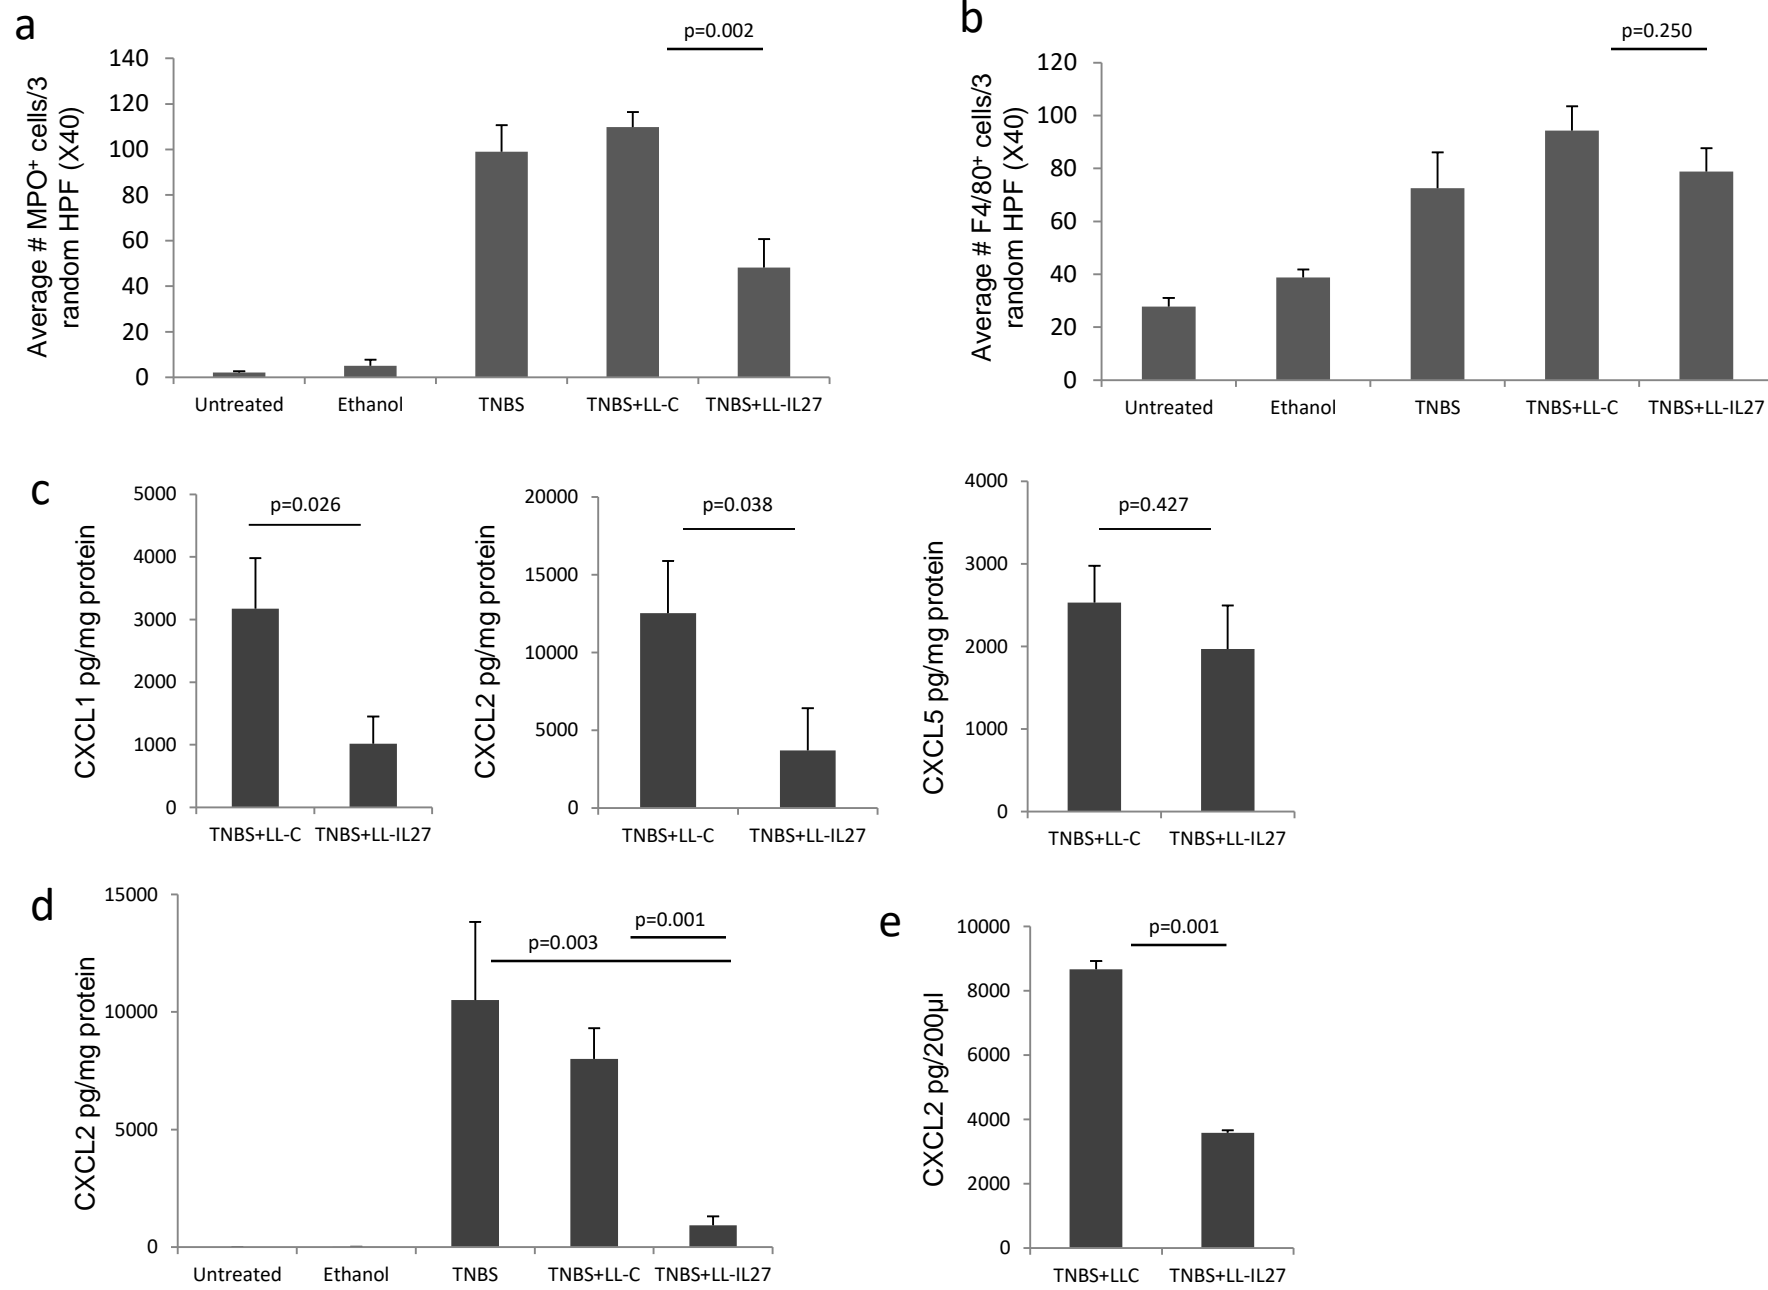 a
p=0.002
Average # MPO⁺ cells/3
random HPF (X40)
140
120
100
80
60
40
20
0
Untreated
Ethanol
TNBS
TNBS+LL-C
TNBS+LL-IL27
b
p=0.250
Average # F4/80⁺ cells/3
random HPF (X40)
120
100
80
60
40
20
0
Untreated
Ethanol
TNBS
TNBS+LL-C
TNBS+LL-IL27
c
p=0.026
CXCL1 pg/mg protein
5000
4000
3000
2000
1000
0
TNBS+LL-C
TNBS+LL-IL27
p=0.038
CXCL2 pg/mg protein
20000
15000
10000
5000
0
TNBS+LL-C
TNBS+LL-IL27
p=0.427
CXCL5 pg/mg protein
4000
3000
2000
1000
0
TNBS+LL-C
TNBS+LL-IL27
d
p=0.001
p=0.003
CXCL2 pg/mg protein
15000
10000
5000
0
Untreated
Ethanol
TNBS
TNBS+LL-C
TNBS+LL-IL27
e
p=0.001
CXCL2 pg/200μl
10000
8000
6000
4000
2000
0
TNBS+LLC
TNBS+LL-IL27